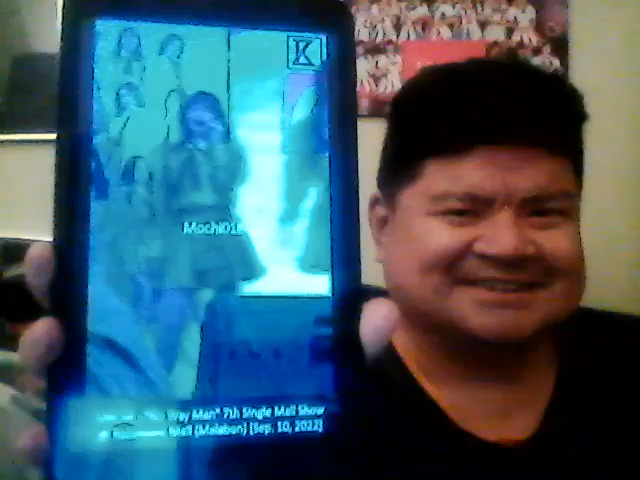 K
Mochi01
Way Man" 7th Single Mall Show
Mall (Malabon) [Sep. 10, 2022]